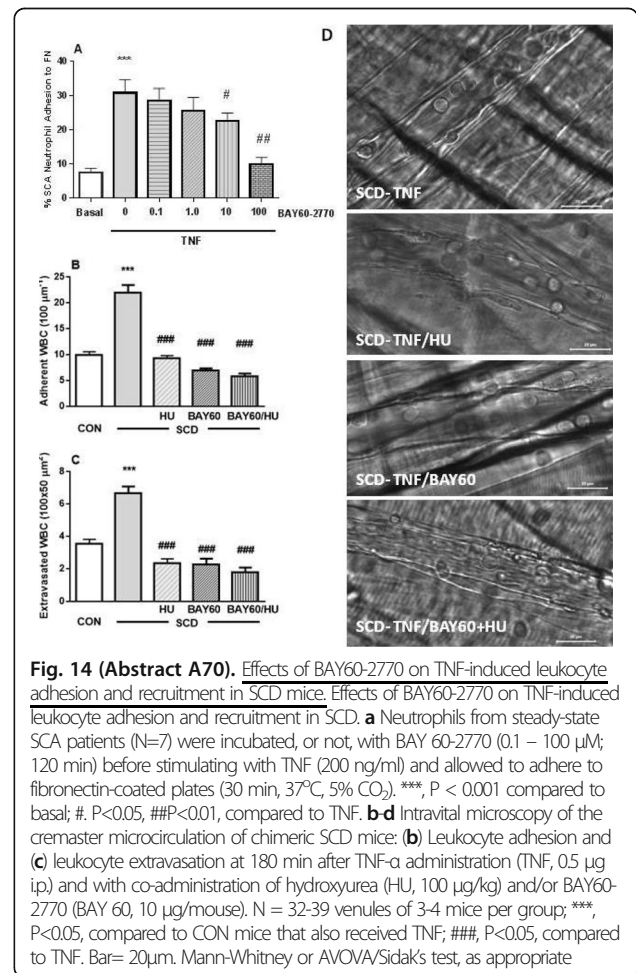 A
D
% SCA Neutrophil Adhesion to FN
40
30
20
10
0
***
#
##
Basal 0 0.1 1.0 10 100 BAY60-2770
TNF
SCD-TNF
B
Adherent WBC (100 µm⁻¹)
25
20
15
10
5
0
***
### ### ###
HU BAY60 BAY60/HU
CON SCD
SCD-TNF/HU
C
Extravasated WBC (100x50 µm²)
8
6
4
2
0
***
### ### ###
HU BAY60 BAY60/HU
CON SCD
SCD-TNF/BAY60
SCD-TNF/BAY60+HU
Fig. 14 (Abstract A70). Effects of BAY60-2770 on TNF-induced leukocyte
adhesion and recruitment in SCD mice. Effects of BAY60-2770 on TNF-induced
leukocyte adhesion and recruitment in SCD. a Neutrophils from steady-state
SCA patients (N=7) were incubated, or not, with BAY 60-2770 (0.1 – 100 µM;
120 min) before stimulating with TNF (200 ng/ml) and allowed to adhere to
fibronectin-coated plates (30 min, 37°C, 5% CO₂). ***, P < 0.001 compared to
basal; #. P<0.05, ##P<0.01, compared to TNF. b-d Intravital microscopy of the
cremaster microcirculation of chimeric SCD mice: (b) Leukocyte adhesion and
(c) leukocyte extravasation at 180 min after TNF-α administration (TNF, 0.5 µg
i.p.) and with co-administration of hydroxyurea (HU, 100 µg/kg) and/or BAY60-
2770 (BAY 60, 10 µg/mouse). N = 32-39 venules of 3-4 mice per group; ***,
P<0.05, compared to CON mice that also received TNF; ###, P<0.05, compared
to TNF. Bar= 20µm. Mann-Whitney or AVOVA/Sidak's test, as appropriate